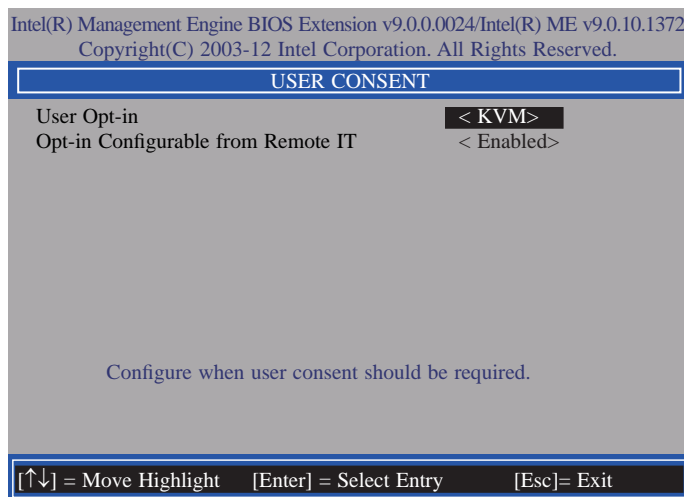 Intel(R) Management Engine BIOS Extension v9.0.0.0024/Intel(R) ME v9.0.10.1372
Copyright(C) 2003-12 Intel Corporation. All Rights Reserved.
USER CONSENT
User Opt-in < KVM>
Opt-in Configurable from Remote IT < Enabled>
Configure when user consent should be required.
[↑↓] = Move Highlight [Enter] = Select Entry [Esc]= Exit